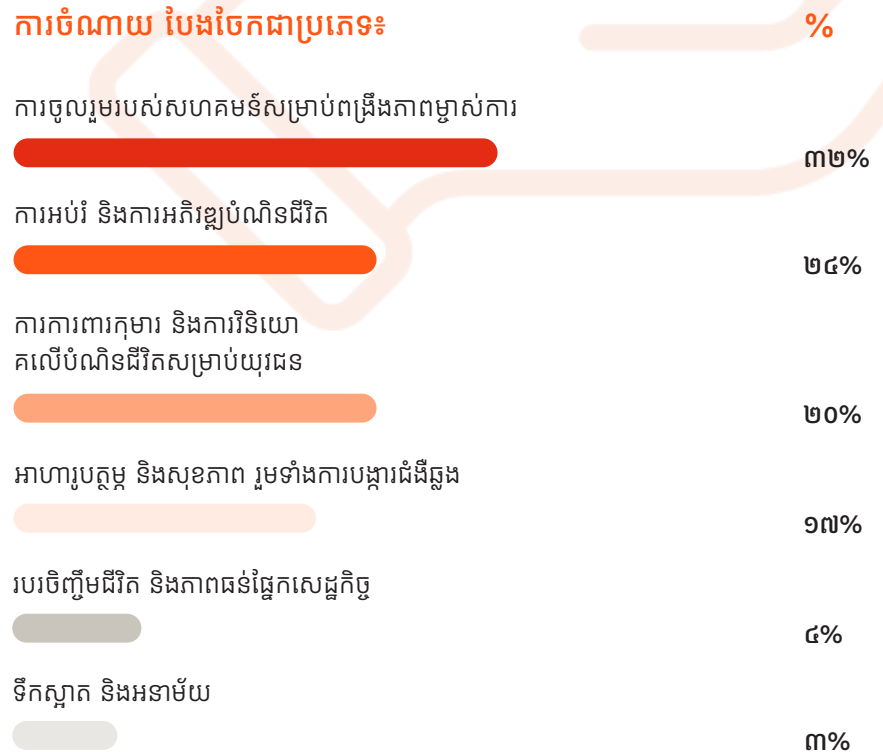 ការចំណាយ បែងចែកជាប្រភេទ៖ %
ការចូលរួមរបស់សហគមន៍សម្រាប់ពង្រឹងភាពម្ចាស់ការ
៣២%
ការអប់រំ និងការអភិវឌ្ឍបំណិនជីវិត
២៤%
ការការពារកុមារ និងការវិនិយោ
គលើបំណិនជីវិតសម្រាប់យុវជន
២០%
អាហារូបត្ថម្ភ និងសុខភាព រួមទាំងការបង្ការជំងឺឆ្លង
១៧%
របរចិញ្ចឹមជីវិត និងភាពធន់ផ្នែកសេដ្ឋកិច្ច
៤%
ទឹកស្អាត និងអនាម័យ
៣%